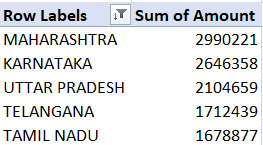 Row Labels Sum of Amount
MAHARASHTRA 2990221
KARNATAKA 2646358
UTTAR PRADESH 2104659
TELANGANA 1712439
TAMIL NADU 1678877